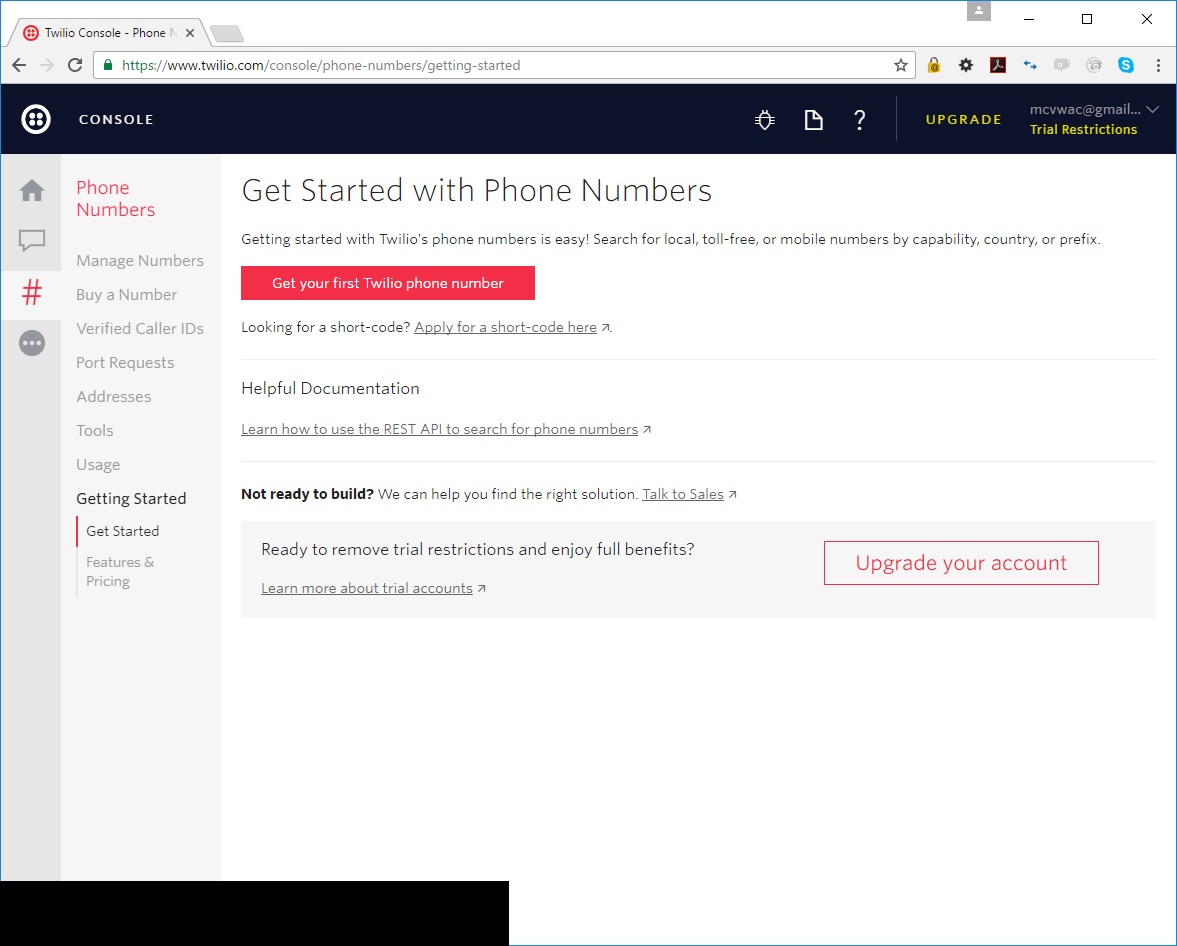 Twilio Console - Phone N
https://www.twilio.com/console/phone-numbers/getting-started
CONSOLE
UPGRADE
mcvwac@gmail...
Trial Restrictions
Phone
Numbers
Manage Numbers
Buy a Number
Verified Caller IDs
Port Requests
Addresses
Tools
Usage
Getting Started
Get Started
Features &
Pricing
Get Started with Phone Numbers
Getting started with Twilio's phone numbers is easy! Search for local, toll-free, or mobile numbers by capability, country, or prefix.
Get your first Twilio phone number
Looking for a short-code? Apply for a short-code here.
Helpful Documentation
Learn how to use the REST API to search for phone numbers
Not ready to build? We can help you find the right solution. Talk to Sales
Ready to remove trial restrictions and enjoy full benefits?
Learn more about trial accounts
Upgrade your account